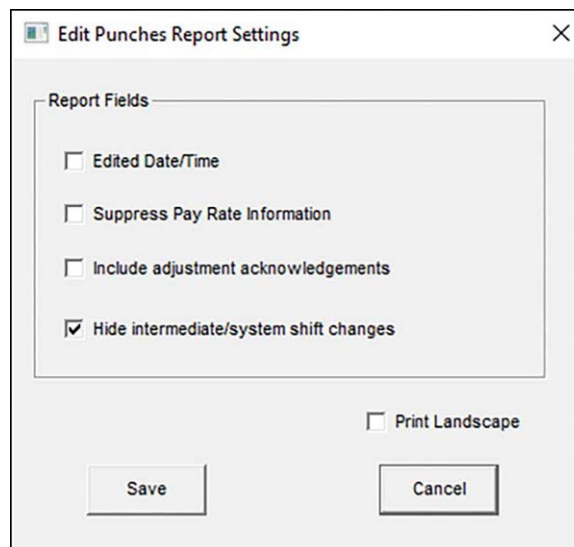 Edit Punches Report Settings
Report Fields
Edited Date/Time
Suppress Pay Rate Information
Include adjustment acknowledgements
Hide intermediate/system shift changes
Print Landscape
Save
Cancel